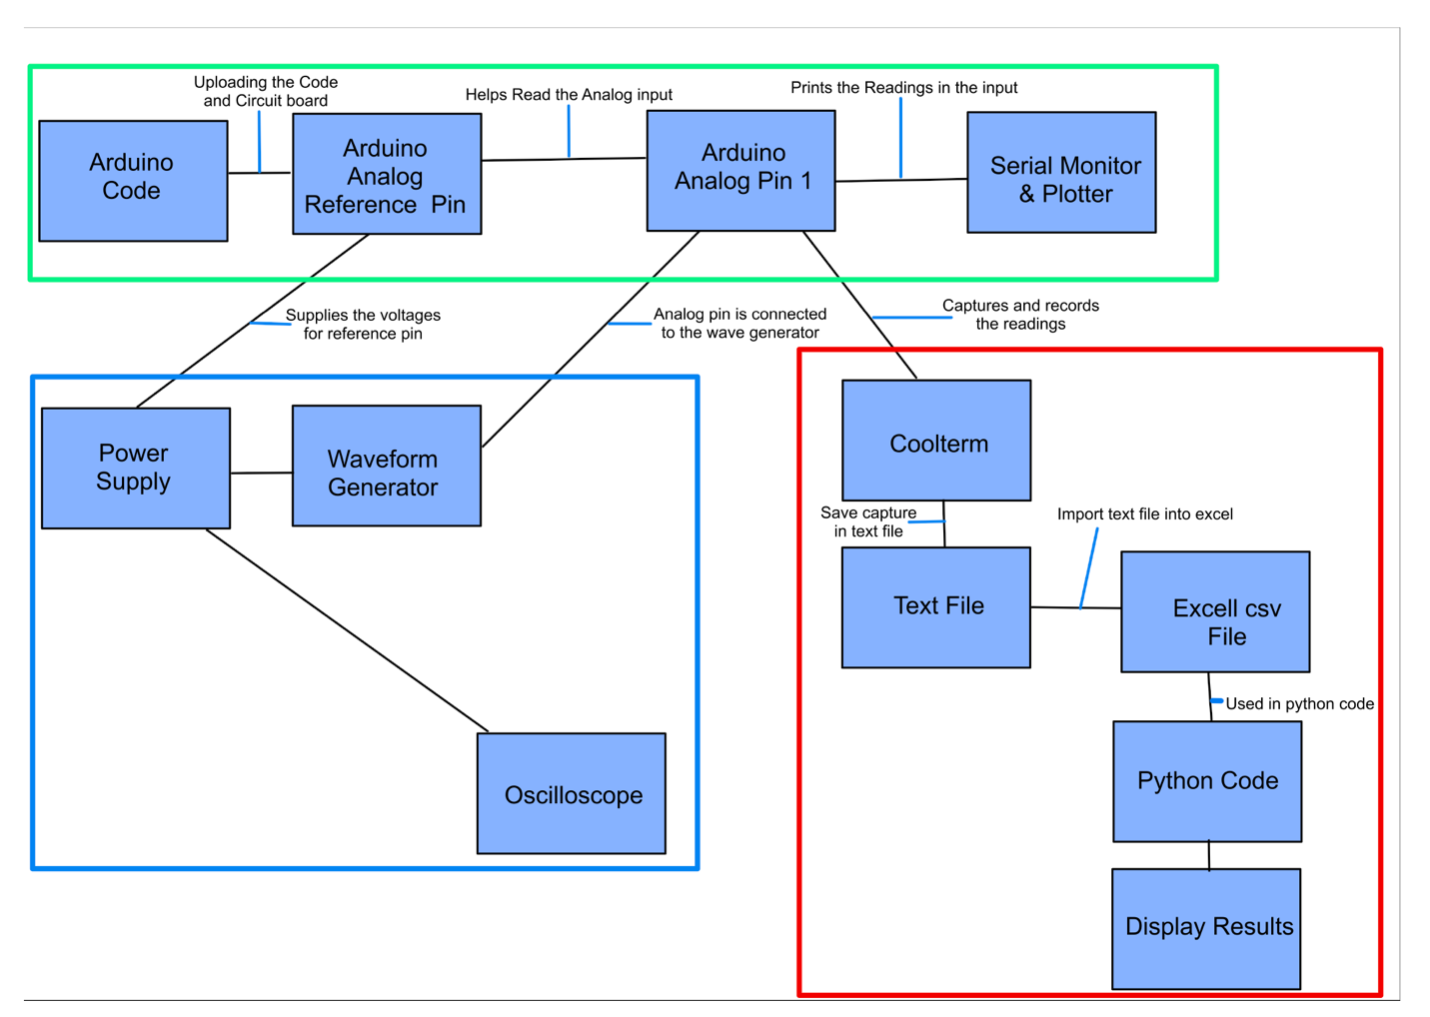 Uploading the Code
and Circuit board
Helps Read the Analog input
Prints the Readings in the input
Arduino
Code
Arduino
Analog
Reference Pin
Arduino
Analog Pin 1
Serial Monitor
& Plotter
Supplies the voltages
for reference pin
Analog pin is connected
to the wave generator
Captures and records
the readings
Power
Supply
Waveform
Generator
Coolterm
Save capture
in text file
Import text file into excel
Text File
Excell csv
File
Used in python code
Python Code
Oscilloscope
Display Results